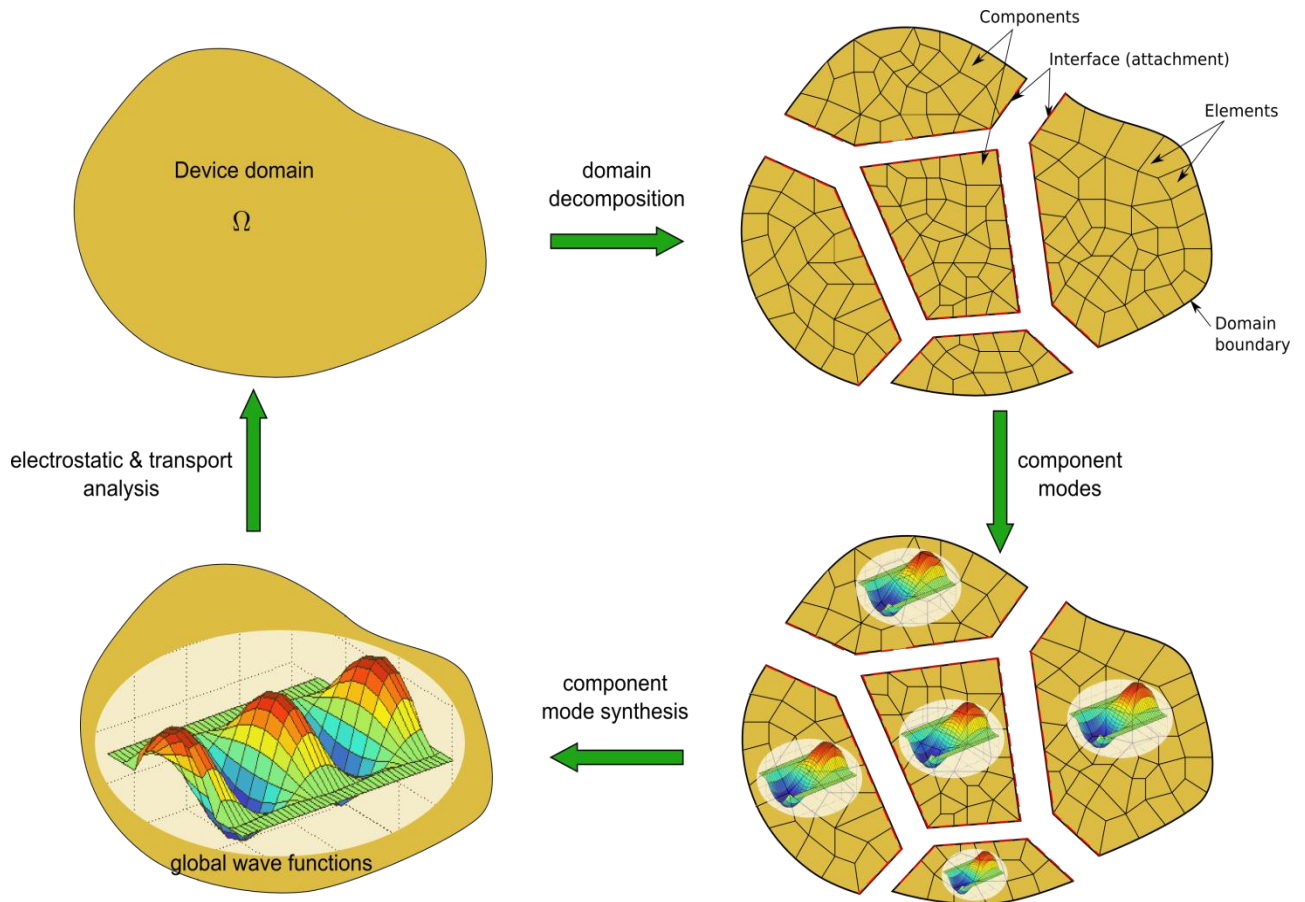 Components
Interface (attachment)
Elements
Device domain
Ω
domain
decomposition
Domain
boundary
electrostatic & transport
analysis
component
modes
component
mode synthesis
global wave functions